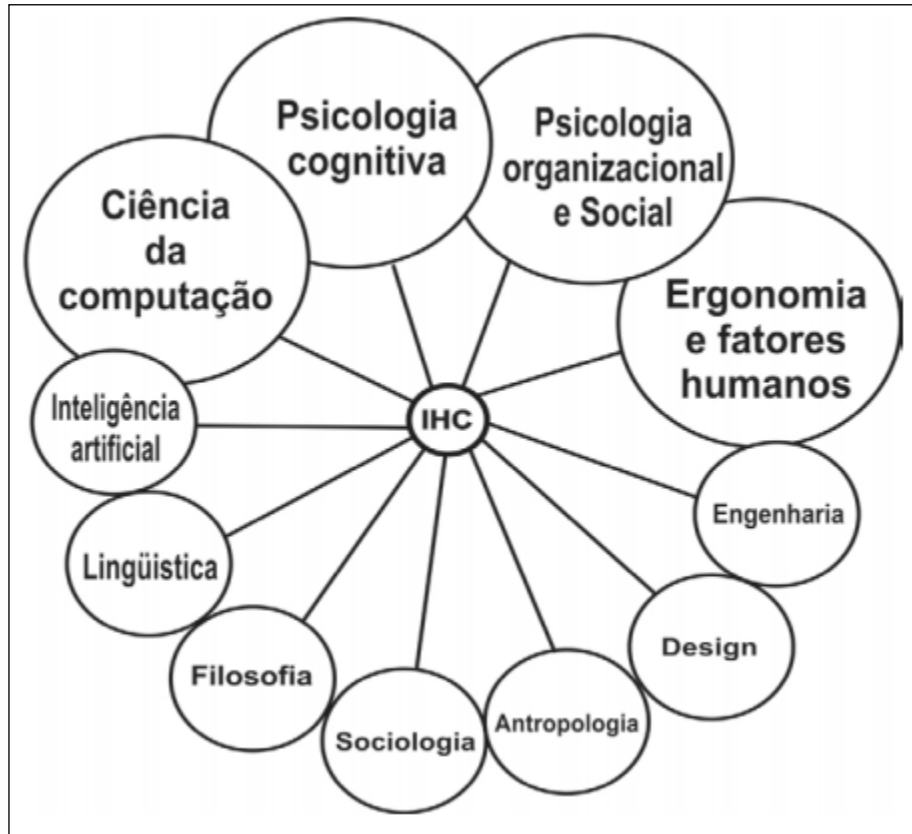 Psicologia
cognitiva
Psicologia
organizacional
e Social
Ciência
da
computação
Ergonomia
e fatores
humanos
IHC
Inteligência
artificial
Engenharia
Lingüistica
Design
Filosofia
Antropologia
Sociologia